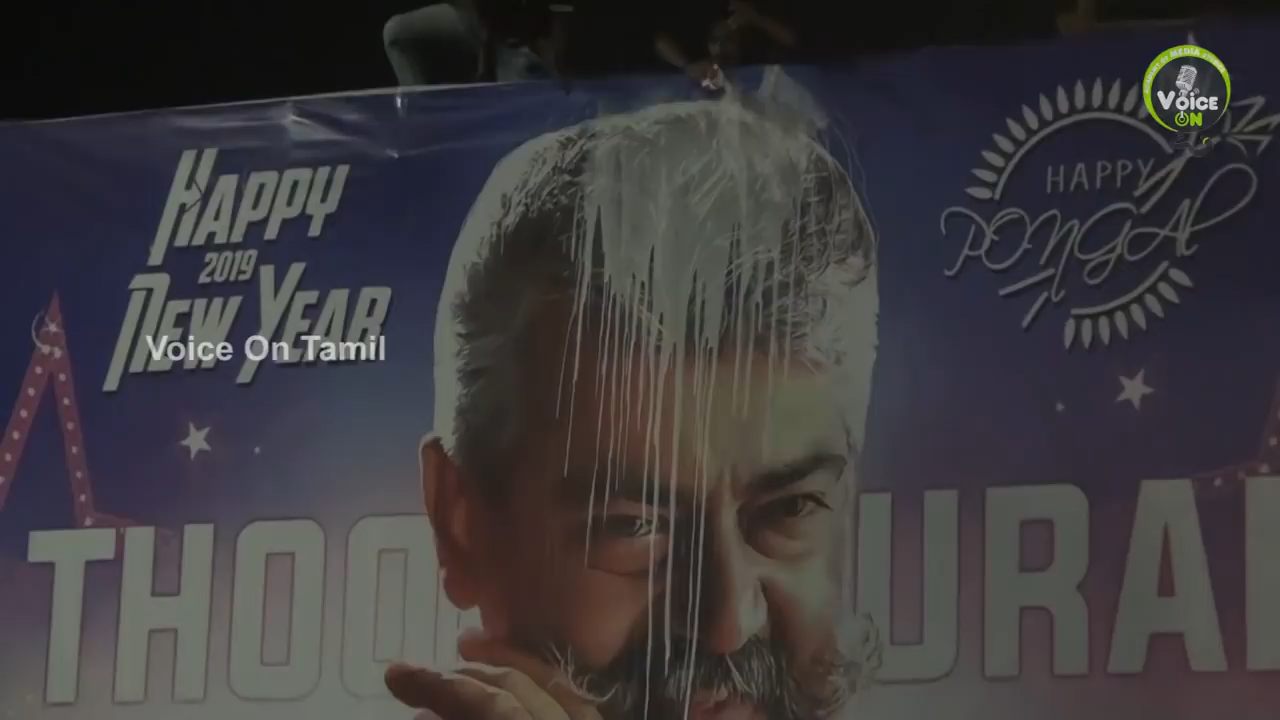 HAPPY
2019
NEW YEAR
Voice On Tamil
HAPPY
PONGAL
VOICE
ON